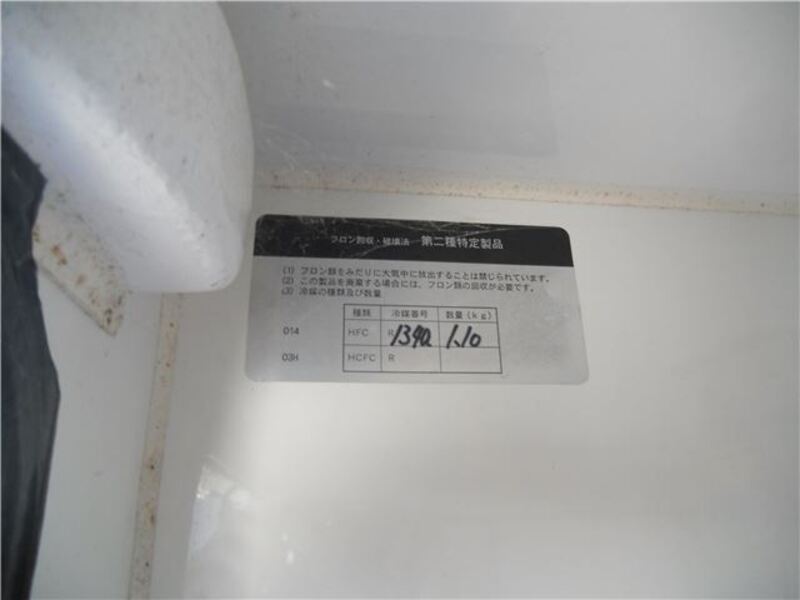 フロン回収・破壊法 第二種特定製品
(1) フロン類をみだりに大気中に放出することは禁じられています。
(2) この製品を廃棄する場合には、フロン類の回収が必要です。
(3) 冷媒の種類及び数量
種類 冷媒番号 数量(kg)
014 HFC R134a 1.10
03H HCFC R